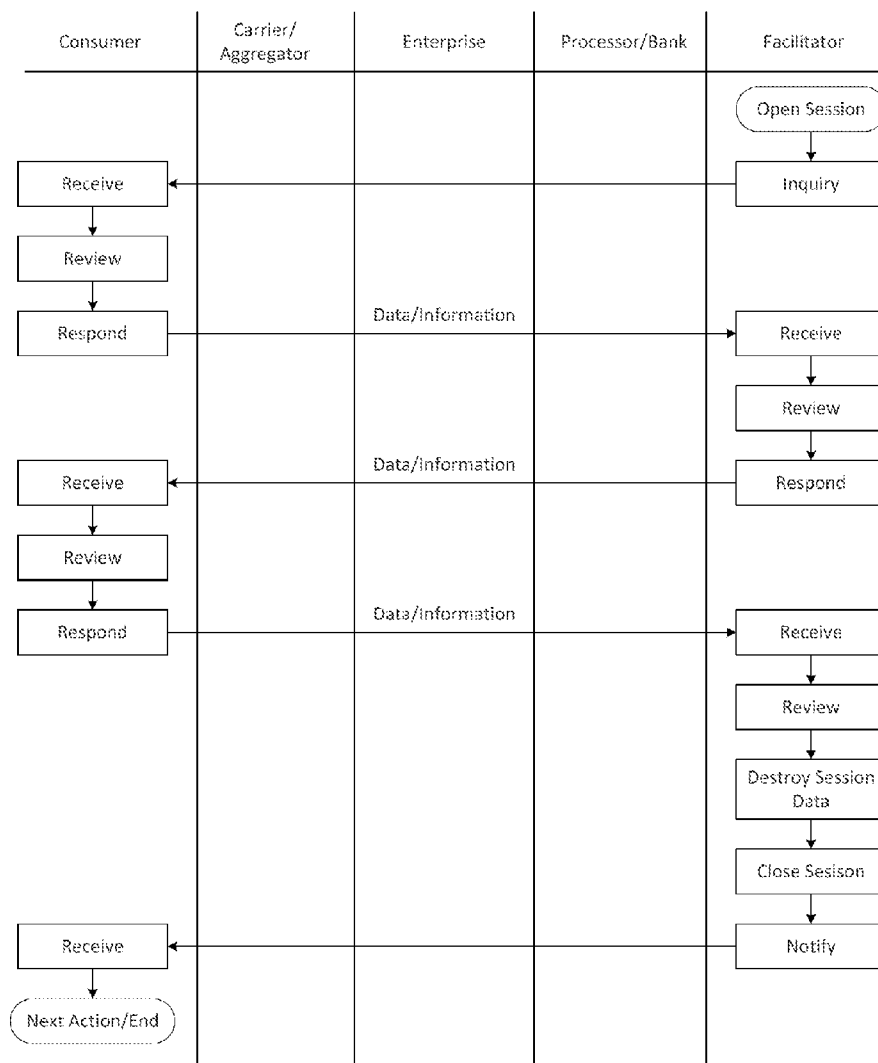 Consumer
Carrier/
Aggregator
Enterprise
Processor/Bank
Facilitator
Open Session
Receive
Inquiry
Review
Respond
Data/Information
Receive
Review
Receive
Data/Information
Respond
Review
Respond
Data/Information
Receive
Review
Destroy Session
Data
Close Sesison
Receive
Notify
Next Action/End